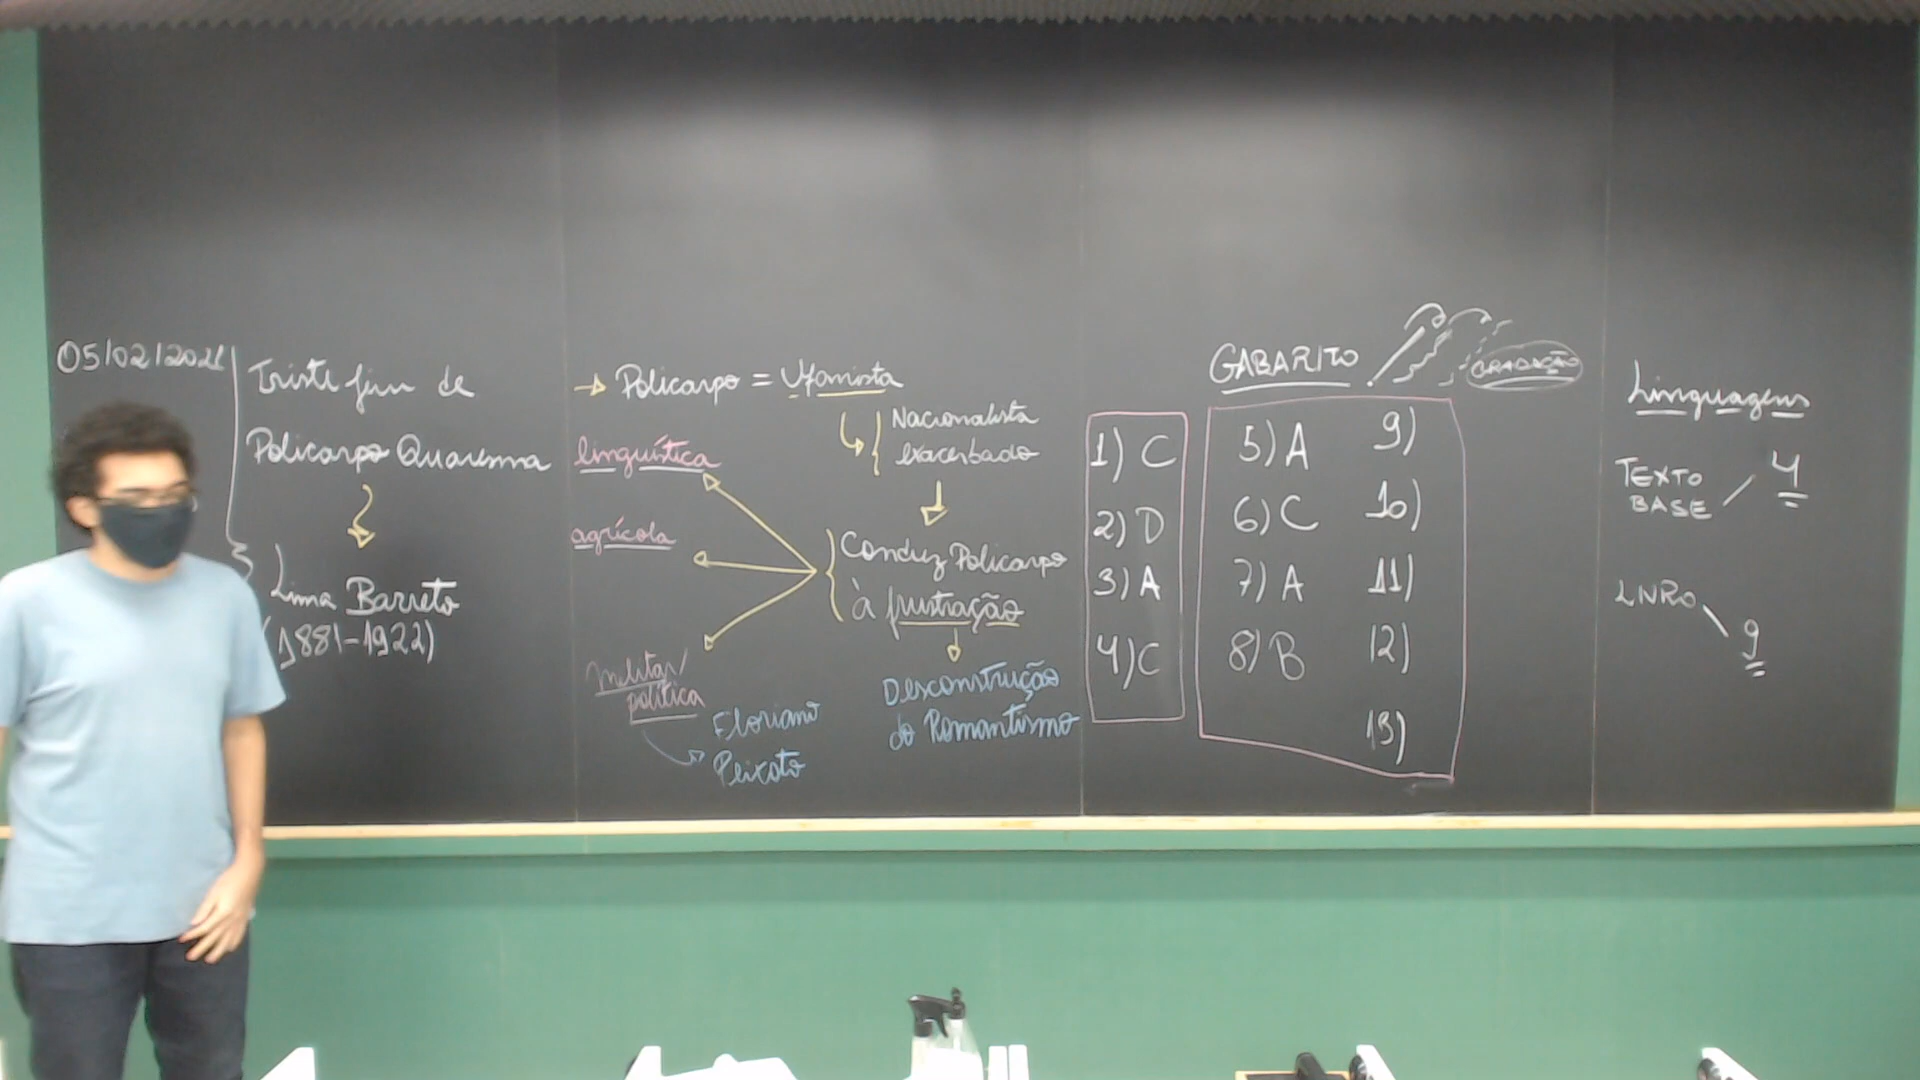 05/02/2021
Triste fim de
Policarpo Quaresma
Lima Barreto
(1881-1922)
→ Policarpo = Ufanista
Nacionalista
exacerbado
Conduz Policarpo
à frustração
Desconstrução
do Romantismo
linguística
agrícola
militar/
política
Floriano
Peixoto
GABARITO
GRADAÇÃO
1) C
2) D
3) A
4) C
5) A
6) C
7) A
8) B
9)
10)
11)
12)
13)
Linguagens
TEXTO
BASE
4
LIVRO
9